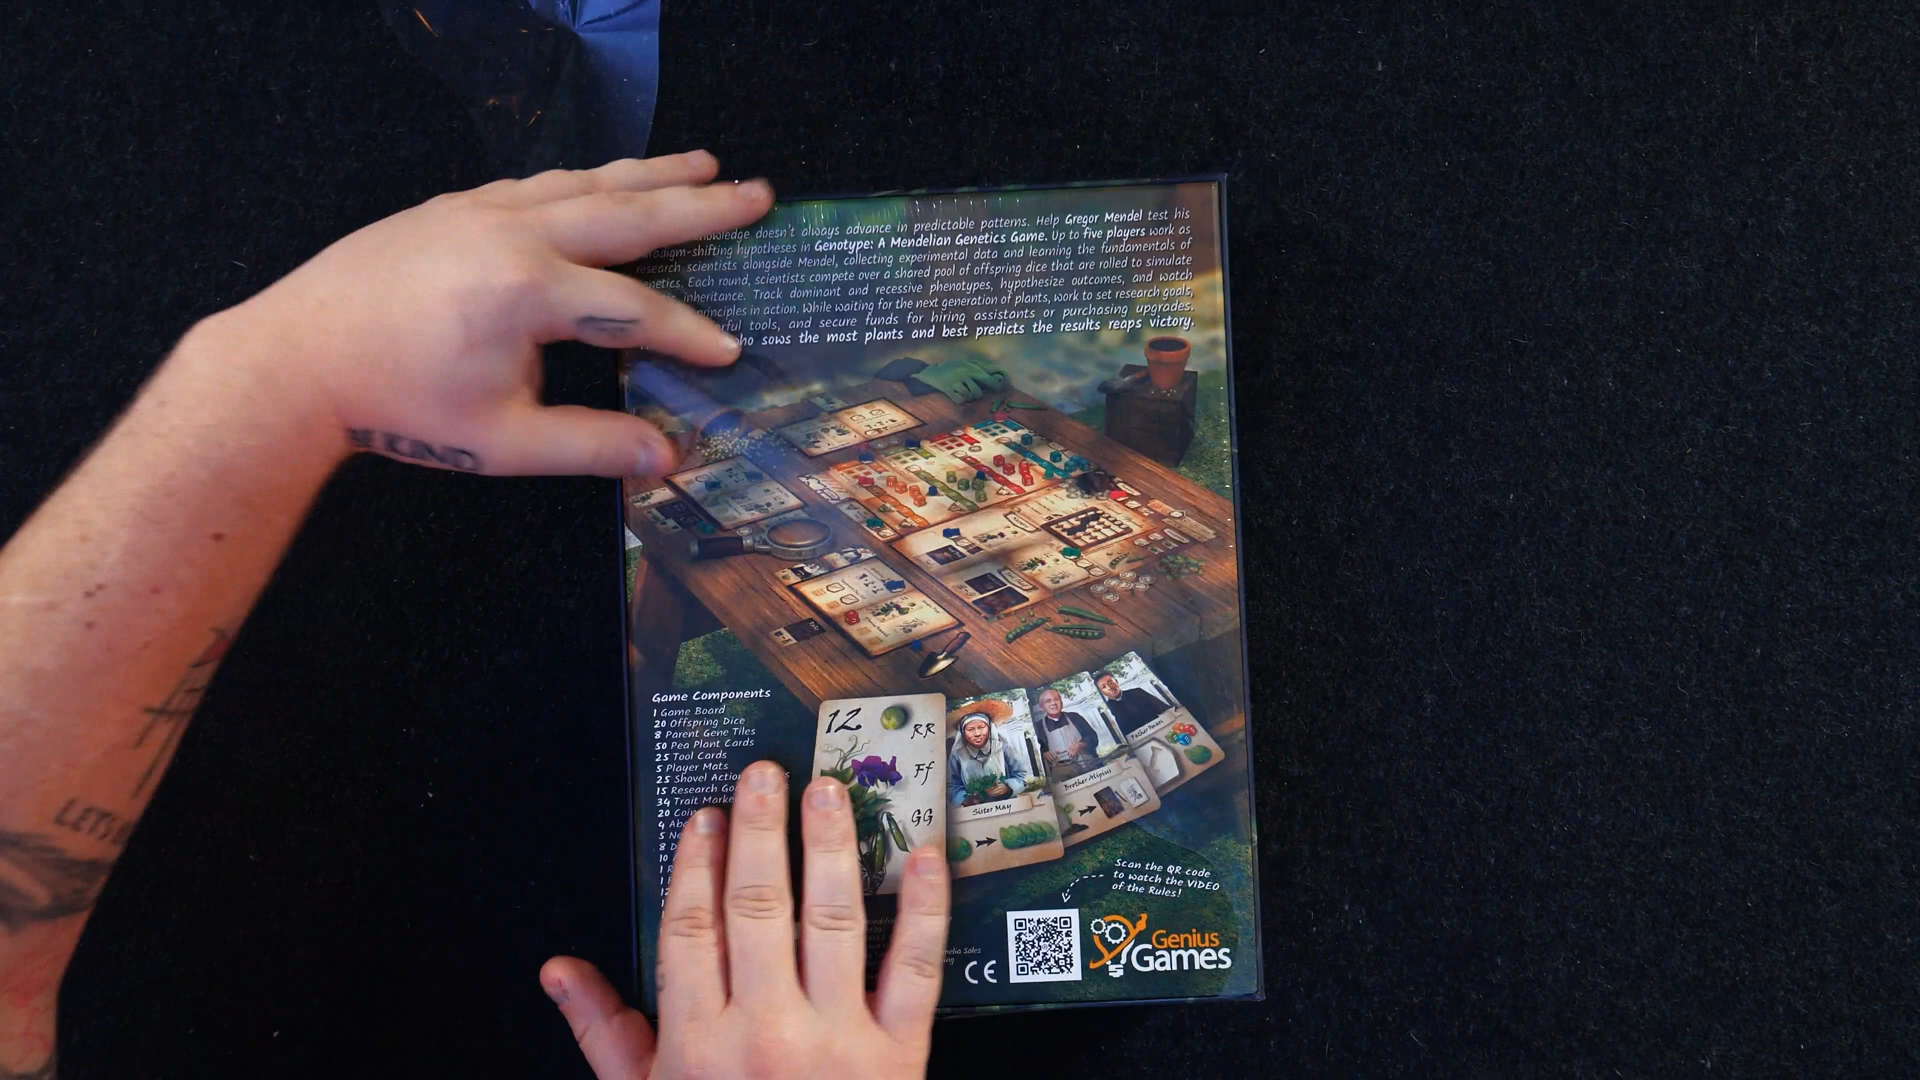 knowledge doesn't always advance in predictable patterns. Help Gregor Mendel test his
paradigm-shifting hypotheses in Genotype: A Mendelian Genetics Game. Up to five players work as
research scientists alongside Mendel, collecting experimental data and learning the fundamentals of
genetics. Each round, scientists compete over a shared pool of offspring dice that are rolled to simulate
inheritance. Track dominant and recessive phenotypes, hypothesize outcomes, and watch
principles in action. While waiting for the next generation of plants, work to set research goals,
tools, and secure funds for hiring assistants or purchasing upgrades.
who sows the most plants and best predicts the results reaps victory.
BE KIND
LETS
Game Components
1 Game Board
20 Offspring Dice
8 Parent Gene Tiles
50 Pea Plant Cards
25 Tool Cards
5 Player Mats
25 Shovel Action
15 Research
34 Trait
20
4
5
8
10
1
1
12
12
RR
Ff
GG
Sister May
Brother Alipius
Scan the QR code
to watch the VIDEO
of the Rules!
CE
Genius
Games